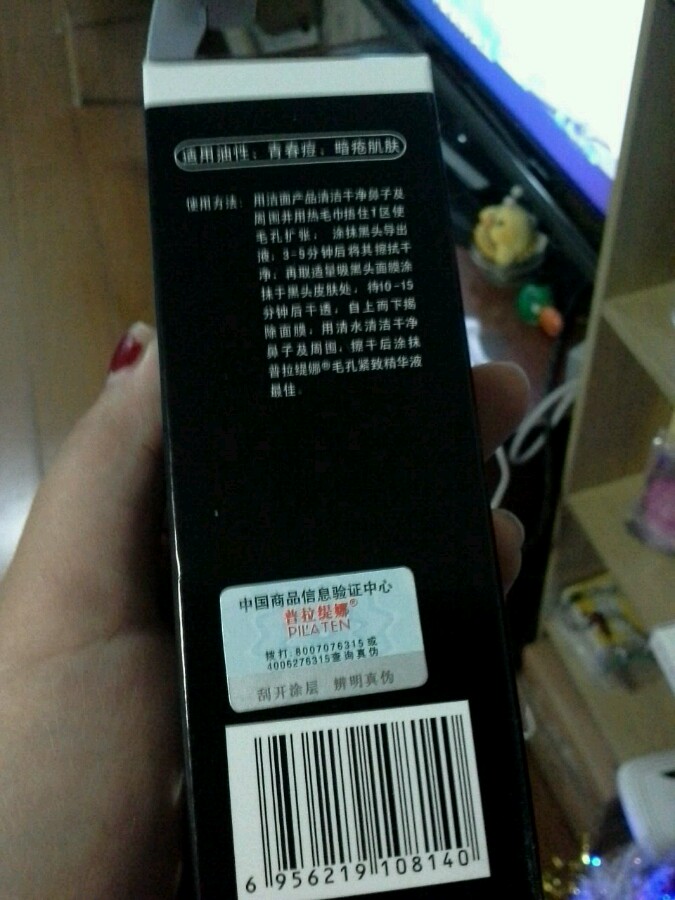 适用油性、青春痘、暗疮肌肤
使用方法: 用洁面产品清洁干净鼻子及
周围并用热毛巾捂住T区使
毛孔扩张, 涂抹黑头导出
液,3-5分钟后将其擦拭干
净,再取适量吸黑头面膜涂
抹于黑头皮肤处,待10-15
分钟后干透,自上而下揭
除面膜,用清水清洁干净
鼻子及周围,擦干后涂抹
普拉缇娜®毛孔紧致精华液
最佳。
中国商品信息验证中心
普拉缇娜®
PIL'ATEN
拨打:8007076315或
4006276315查询真伪
刮开涂层 辨明真伪
6 956219 108140